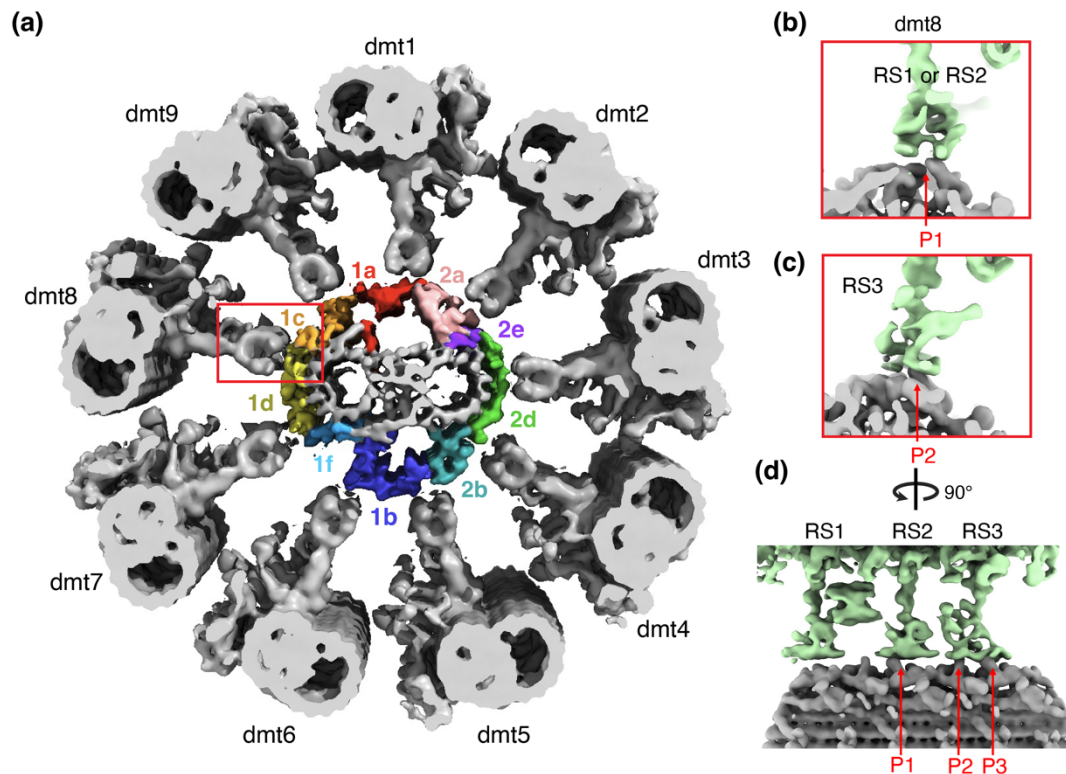 (a)
dmt1
dmt2
dmt3
dmt4
dmt5
dmt6
dmt7
dmt8
dmt9
1a
2a
2e
2d
2b
1b
1f
1d
1c
(b)
dmt8
RS1 or RS2
P1
(c)
RS3
P2
90°
(d)
RS1 RS2 RS3
P1 P2 P3